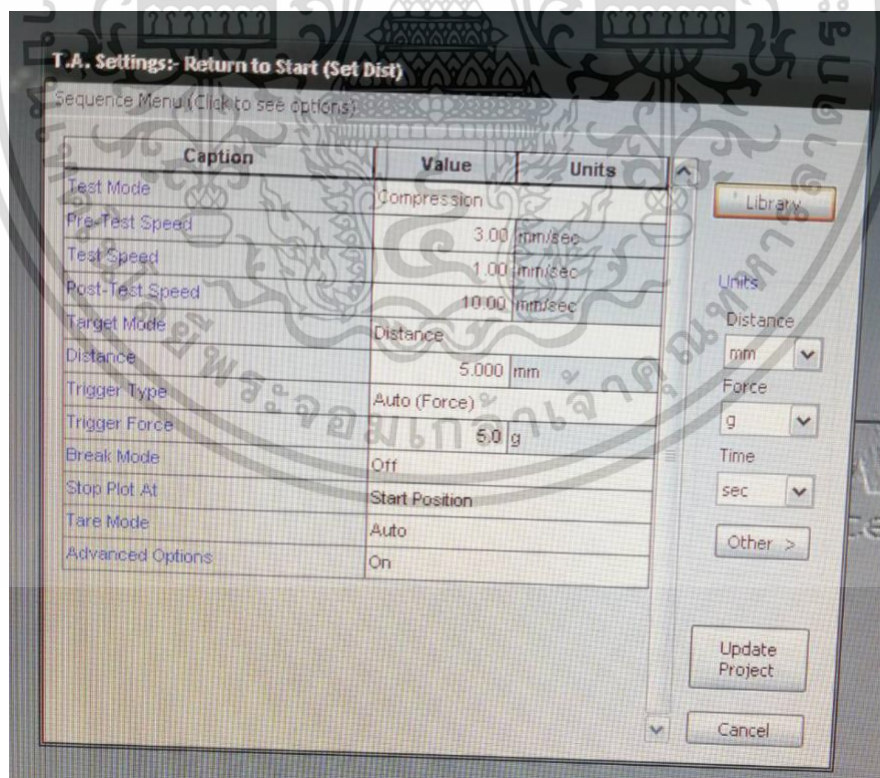 T.A. Settings:- Return to Start (Set Dist)
Sequence Menu (Click to see options)
Caption Value Units
Test Mode Compression
Pre-Test Speed 3.00 mm/sec
Test Speed 1.00 mm/sec
Post-Test Speed 10.00 mm/sec
Target Mode Distance
Distance 5.000 mm
Trigger Type Auto (Force)
Trigger Force 5.0 g
Break Mode Off
Stop Plot At Start Position
Tare Mode Auto
Advanced Options On
Library
Units
Distance
mm
Force
g
Time
sec
Other >
Update
Project
Cancel